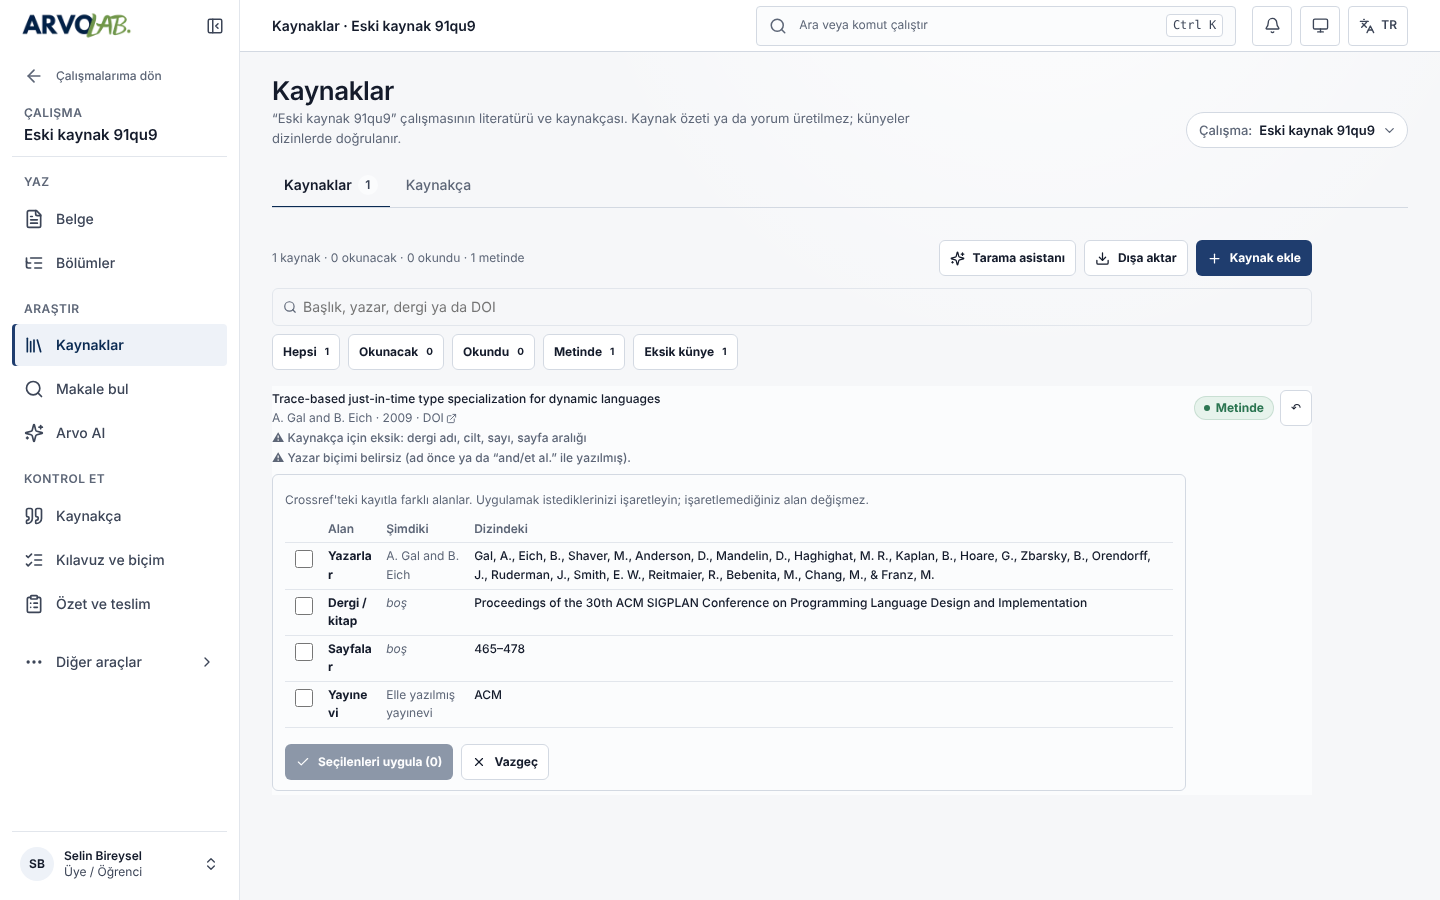 ARVOLAB.
Kaynaklar · Eski kaynak 91qu9
Ara veya komut çalıştır
Ctrl K
TR
Çalışmalarıma dön
ÇALIŞMA
Eski kaynak 91qu9
YAZ
Belge
Bölümler
ARAŞTIR
Kaynaklar
Makale bul
Arvo AI
KONTROL ET
Kaynakça
Kılavuz ve biçim
Özet ve teslim
Diğer araçlar
SB
Selin Bireysel
Üye / Öğrenci
Kaynaklar
“Eski kaynak 91qu9” çalışmasının literatürü ve kaynakçası. Kaynak özeti ya da yorum üretilmez; künyeler
dizinlerde doğrulanır.
Çalışma: Eski kaynak 91qu9
Kaynaklar 1
Kaynakça
1 kaynak · 0 okunacak · 0 okundu · 1 metinde
Tarama asistanı
Dışa aktar
Kaynak ekle
Başlık, yazar, dergi ya da DOI
Hepsi 1
Okunacak 0
Okundu 0
Metinde 1
Eksik künye 1
Trace-based just-in-time type specialization for dynamic languages
A. Gal and B. Eich · 2009 · DOI
Metinde
⚠ Kaynakça için eksik: dergi adı, cilt, sayı, sayfa aralığı
⚠ Yazar biçimi belirsiz (ad önce ya da “and/et al.” ile yazılmış).
Crossref'teki kayıtla farklı alanlar. Uygulamak istediklerinizi işaretleyin; işaretlemediğiniz alan değişmez.
Alan Şimdiki Dizindeki
Yazarla
r
A. Gal and B.
Eich
Gal, A., Eich, B., Shaver, M., Anderson, D., Mandelin, D., Haghighat, M. R., Kaplan, B., Hoare, G., Zbarsky, B., Orendorff,
J., Ruderman, J., Smith, E. W., Reitmaier, R., Bebenita, M., Chang, M., & Franz, M.
Dergi /
kitap
boş
Proceedings of the 30th ACM SIGPLAN Conference on Programming Language Design and Implementation
Sayfala
r
boş
465–478
Yayıne
vi
Elle yazılmış
yayınevi
ACM
Seçilenleri uygula (0)
Vazgeç